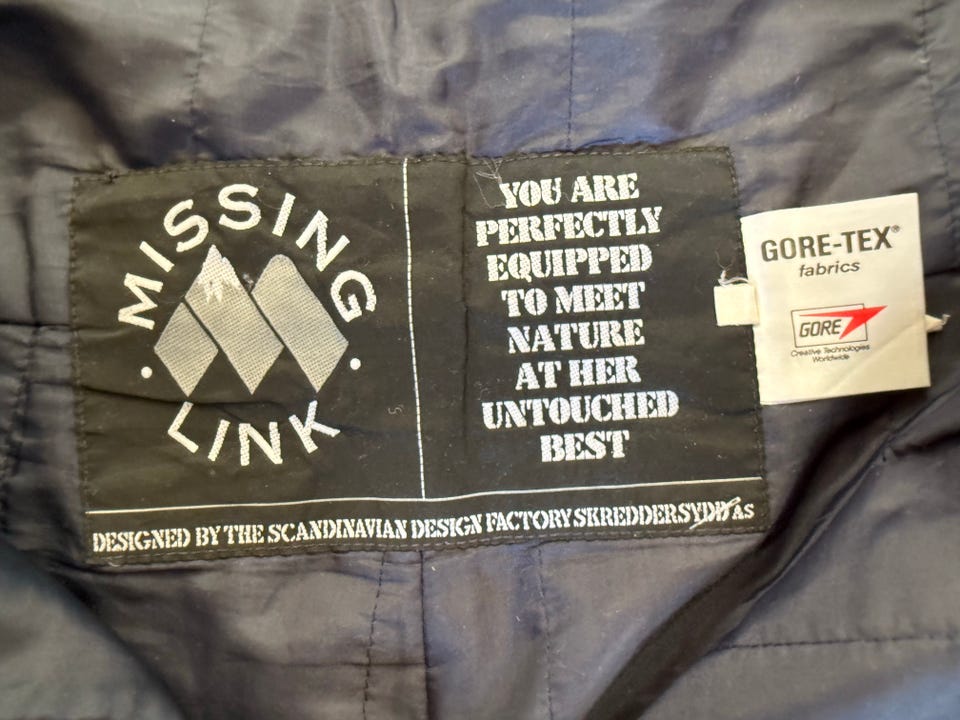 MISSING
LINK
YOU ARE
PERFECTLY
EQUIPPED
TO MEET
NATURE
AT HER
UNTOUCHED
BEST
DESIGNED BY THE SCANDINAVIAN DESIGN FACTORY SKREDDERSYDD AS
GORE-TEX®
fabrics
GORE
Creative Technologies
Worldwide